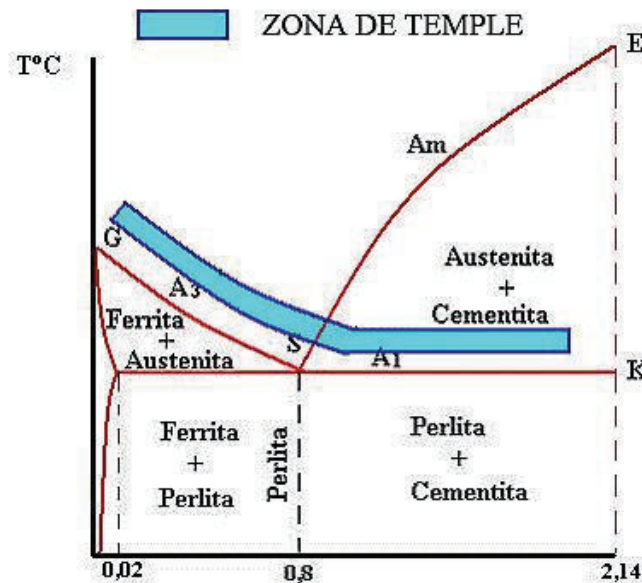 ZONA DE TEMPLE
TºC
E
Am
G
A3
Austenita
+
Cementita
Ferrita
+
Austenita
S
A1
K
Ferrita
+
Perlita
Perlita
Perlita
+
Cementita
0,02
0,8
2,14